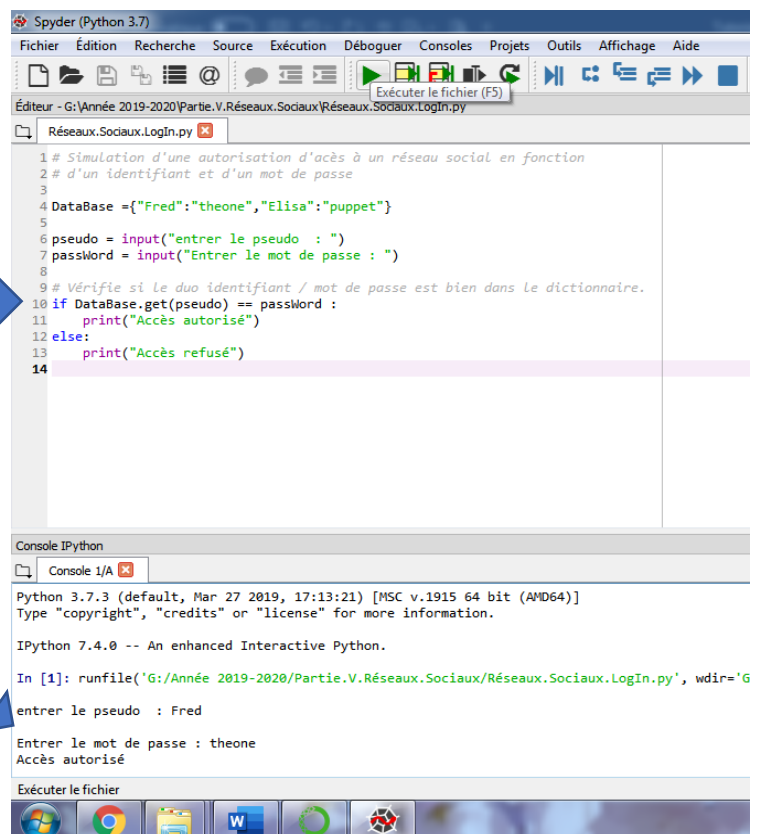 Spyder (Python 3.7)
Fichier Édition Recherche Source Exécution Déboguer Consoles Projets Outils Affichage Aide
Exécuter le fichier (F5)
Éditeur - G:\Année 2019-2020\Partie.V.Réseaux.Sociaux\Réseaux.Sociaux.LogIn.py
Réseaux.Sociaux.LogIn.py
1 # Simulation d'une autorisation d'acès à un réseau social en fonction
2 # d'un identifiant et d'un mot de passe
3
4 DataBase ={"Fred":"theone","Elisa":"puppet"}
5
6 pseudo = input("entrer le pseudo  : ")
7 passWord = input("Entrer le mot de passe : ")
8
9 # Vérifie si le duo identifiant / mot de passe est bien dans le dictionnaire.
10 if DataBase.get(pseudo) == passWord :
11     print("Accès autorisé")
12 else:
13     print("Accès refusé")
14
Console IPython
Console 1/A
Python 3.7.3 (default, Mar 27 2019, 17:13:21) [MSC v.1915 64 bit (AMD64)]
Type "copyright", "credits" or "license" for more information.
IPython 7.4.0 -- An enhanced Interactive Python.
In [1]: runfile('G:/Année 2019-2020/Partie.V.Réseaux.Sociaux/Réseaux.Sociaux.LogIn.py', wdir='G
entrer le pseudo  : Fred
Entrer le mot de passe : theone
Accès autorisé
Exécuter le fichier